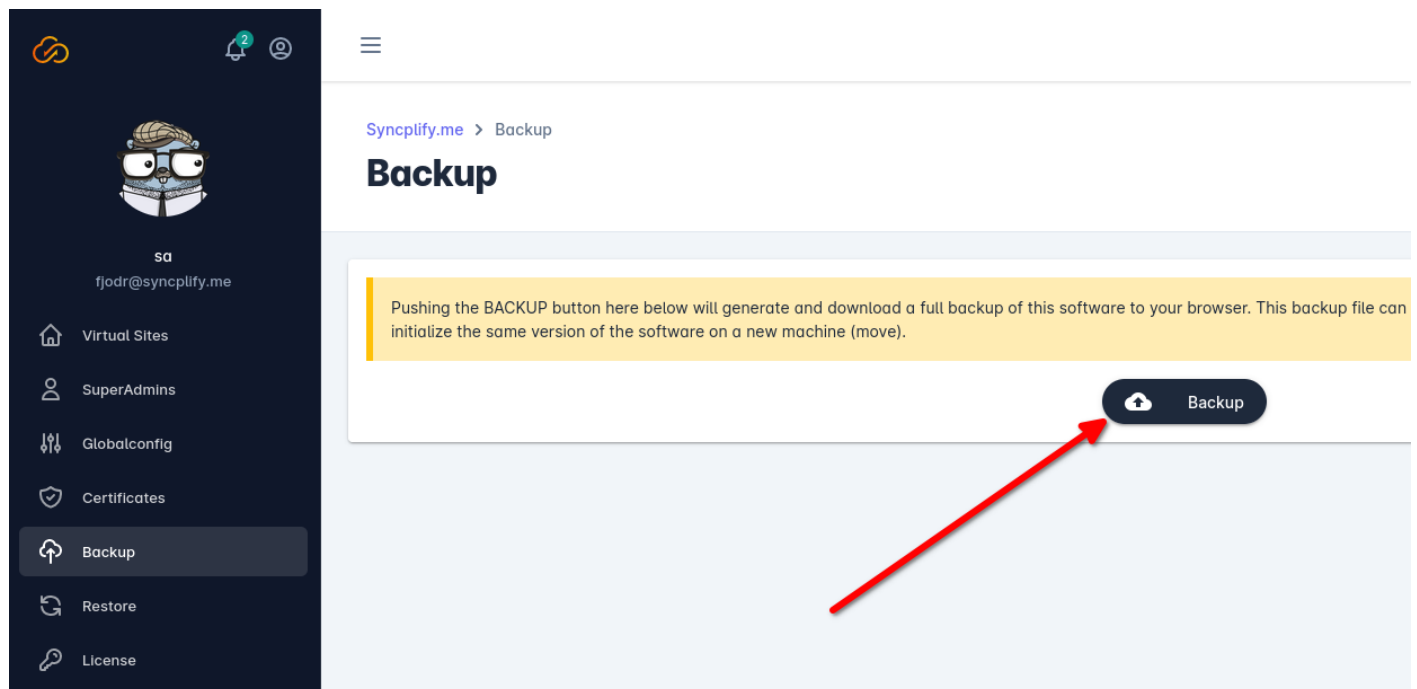 2
sa
fjodr@syncplify.me
Virtual Sites
SuperAdmins
Globalconfig
Certificates
Backup
Restore
License
Syncplify.me > Backup
Backup
Pushing the BACKUP button here below will generate and download a full backup of this software to your browser. This backup file can
initialize the same version of the software on a new machine (move).
Backup